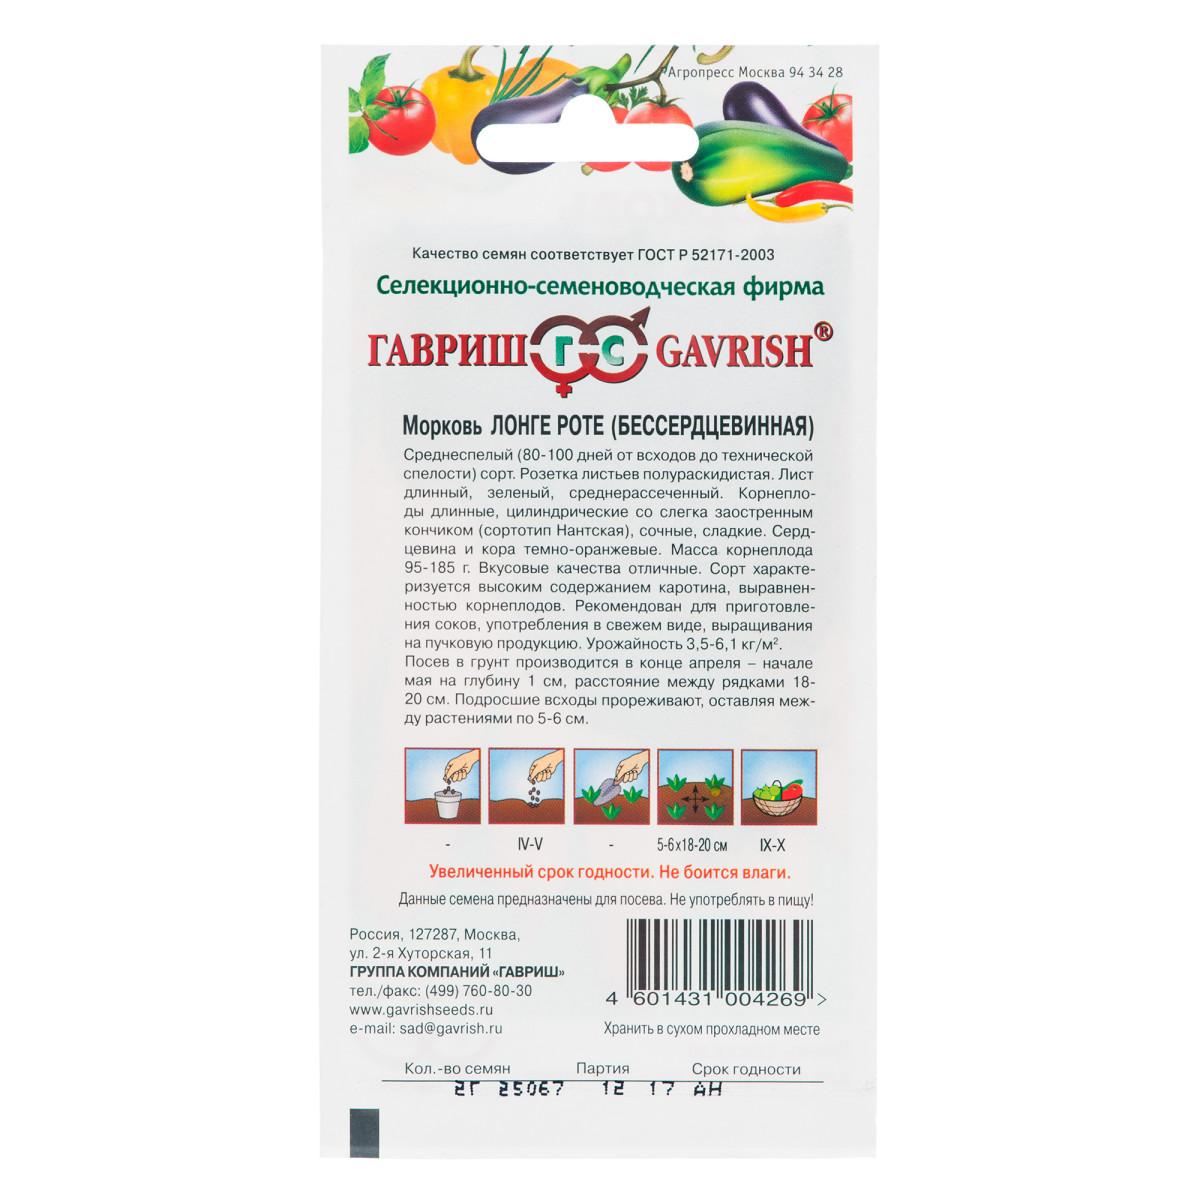 Агропресс Москва 94 34 28
Качество семян соответствует ГОСТ Р 52171-2003
Селекционно-семеноводческая фирма
ГАВРИШ Г С GAVRISH®
Морковь ЛОНГЕ РОТЕ (БЕССЕРДЦЕВИННАЯ)
Среднеспелый (80-100 дней от всходов до технической
спелости) сорт. Розетка листьев полураскидистая. Лист
длинный, зеленый, среднерассеченный. Корнепло-
ды длинные, цилиндрические со слегка заостренным
кончиком (сортотип Нантская), сочные, сладкие. Серд-
цевина и кора темно-оранжевые. Масса корнеплода
95-185 г. Вкусовые качества отличные. Сорт характе-
ризуется высоким содержанием каротина, выравнен-
ностью корнеплодов. Рекомендован для приготовле-
ния соков, употребления в свежем виде, выращивания
на пучковую продукцию. Урожайность 3,5-6,1 кг/м².
Посев в грунт производится в конце апреля – начале
мая на глубину 1 см, расстояние между рядками 18-
20 см. Подросшие всходы прореживают, оставляя меж-
ду растениями по 5-6 см.
- IV-V - 5-6x18-20 см IX-X
Увеличенный срок годности. Не боится влаги.
Данные семена предназначены для посева. Не употреблять в пищу!
Россия, 127287, Москва,
ул. 2-я Хуторская, 11
ГРУППА КОМПАНИЙ «ГАВРИШ»
тел./факс: (499) 760-80-30
www.gavrishseeds.ru
e-mail: sad@gavrish.ru
4 601431 004269 >
Хранить в сухом прохладном месте
Кол.-во семян Партия Срок годности
2Г 25067 12 17 АН